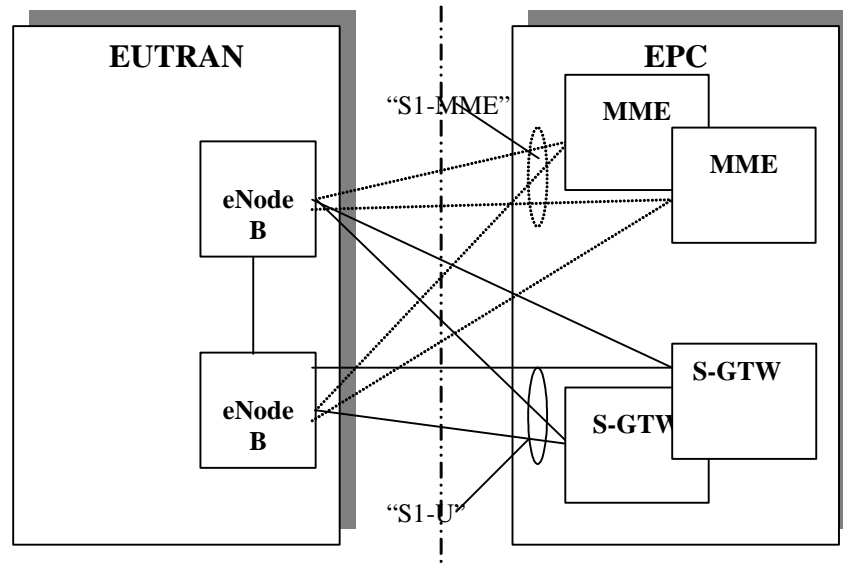 EUTRAN
EPC
“S1-MME”
MME
MME
eNode
B
eNode
B
S-GTW
S-GTW
“S1-U”